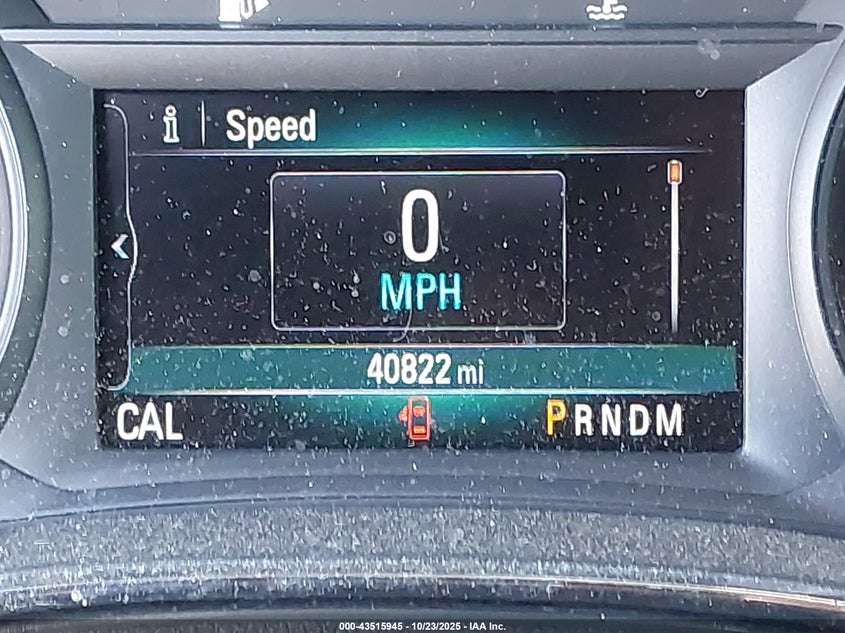 i | Speed
0
MPH
40822 mi
CAL
PRNDM
000-43515945 - 10/23/2025 - IAA Inc.